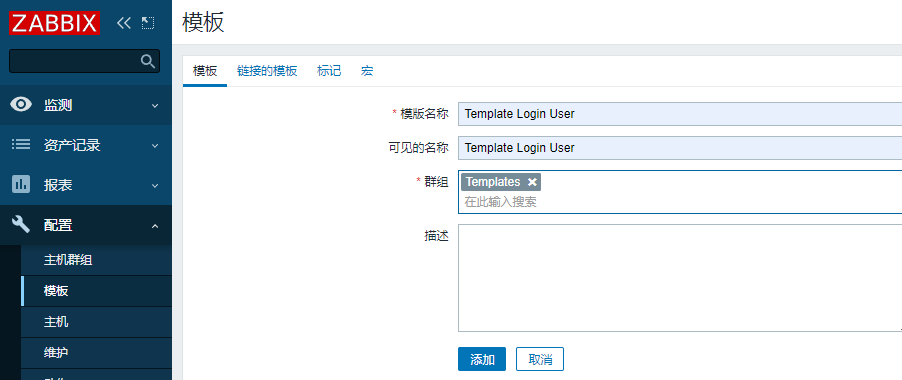 ZABBIX
监测
资产记录
报表
配置
主机群组
模板
主机
维护
模板
模板 链接的模板 标记 宏
* 模版名称 Template Login User
可见的名称 Template Login User
* 群组 Templates
在此输入搜索
描述
添加 取消